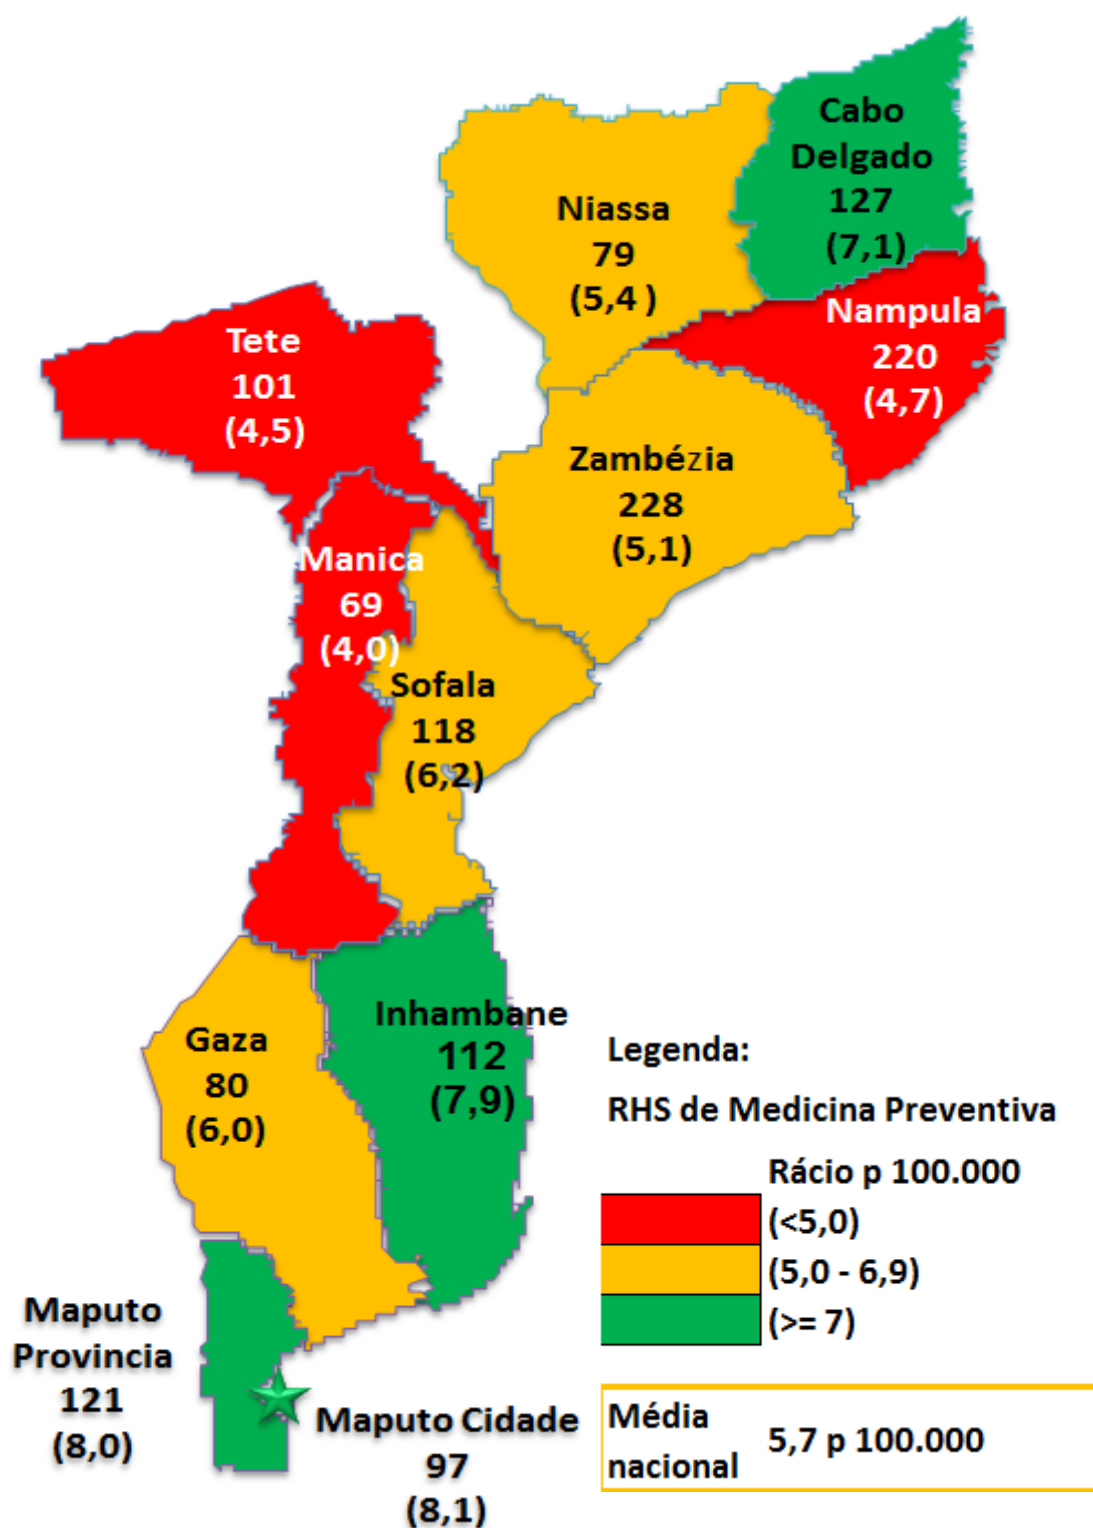 Cabo
Delgado
127
(7,1)
Niassa
79
(5,4 )
Nampula
220
(4,7)
Tete
101
(4,5)
Zambézia
228
(5,1)
Manica
69
(4,0)
Sofala
118
(6,2)
Inhambane
112
(7,9)
Gaza
80
(6,0)
Maputo
Provincia
121
(8,0)
Maputo Cidade
97
(8,1)
Legenda:
RHS de Medicina Preventiva
Rácio p 100.000
(<5,0)
(5,0 - 6,9)
(>= 7)
Média
nacional
5,7 p 100.000